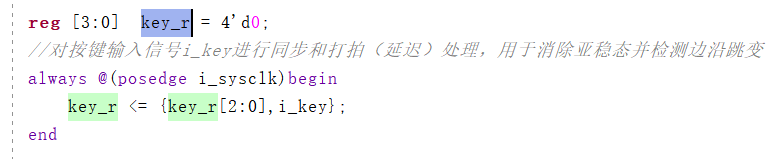 reg [3:0]  key_r = 4'd0;
//对按键输入信号i_key进行同步和打拍（延迟）处理，用于消除亚稳态并检测边沿跳变
always @(posedge i_sysclk)begin
    key_r <= {key_r[2:0],i_key};
end